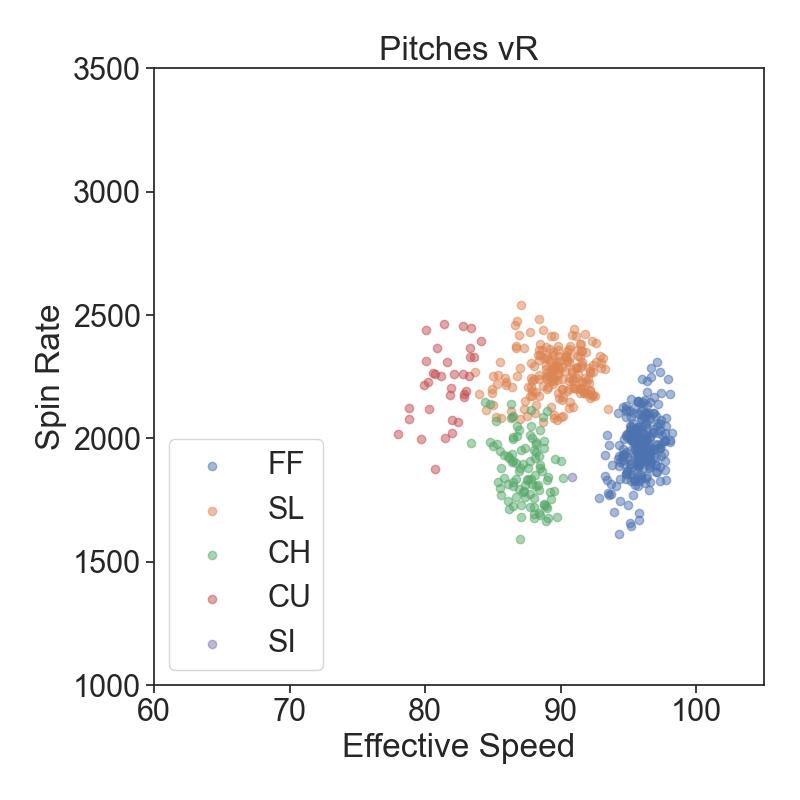 Pitches vR
3500
3000
2500
2000
1500
1000
Spin Rate
FF
SL
CH
CU
SI
60 70 80 90 100
Effective Speed